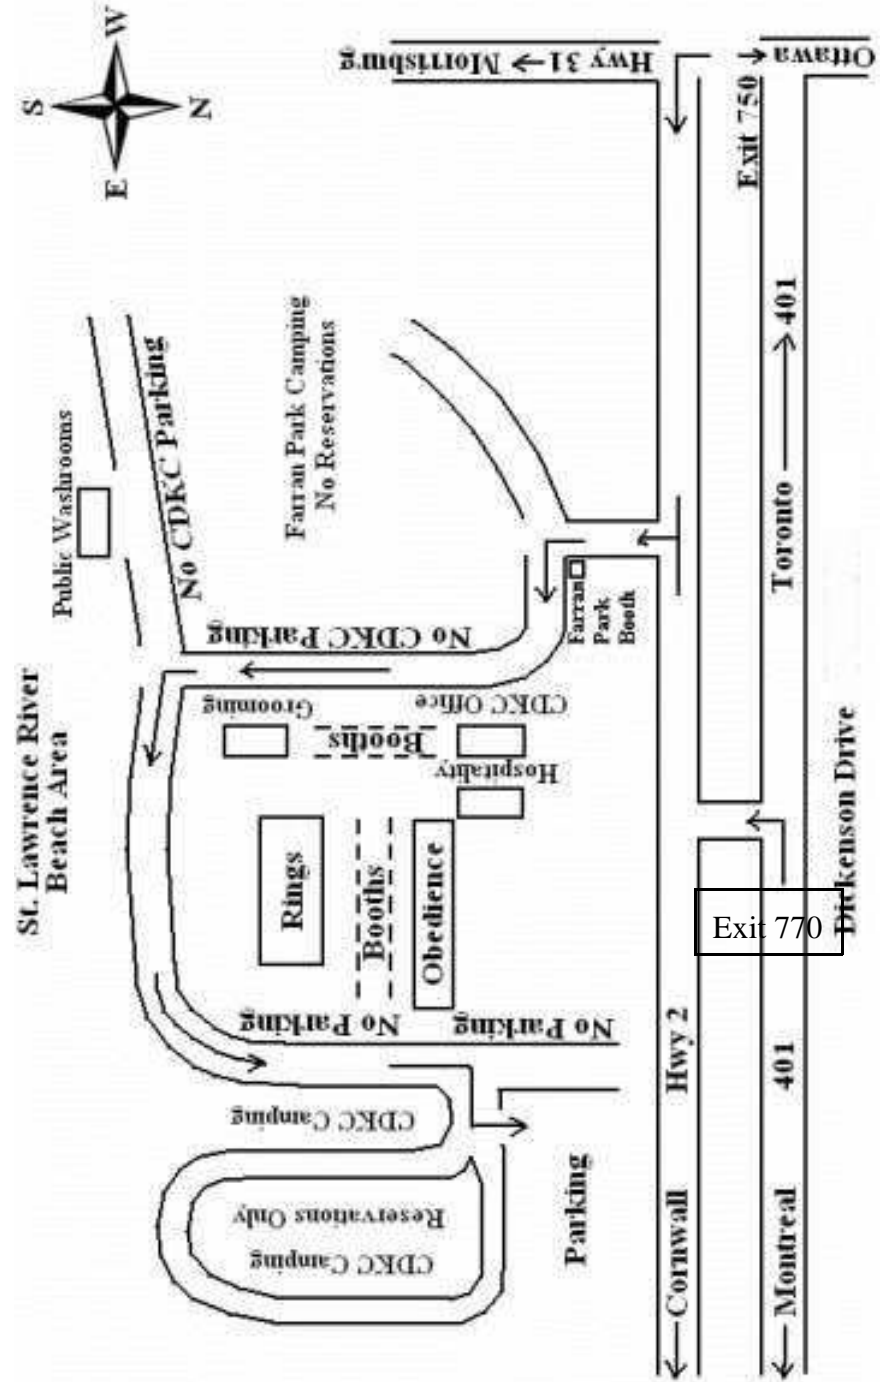 W
S
N
E
Morrisburg ← Hwy 31
Ottawa
Exit 750
Public Washrooms
No CDKC Parking
Farran Park Camping
No Reservations
Toronto → 401
St. Lawrence River
Beach Area
No CDKC Parking
Farran
Park
Booth
Grooming
Booths
CDKC Office
Hospitality
Rings
Booths
Obedience
Dickenson Drive
Exit 770
No Parking
No Parking
CDKC Camping
Reservations Only
CDKC Camping
Parking
Cornwall
Hwy 2
Montreal
401